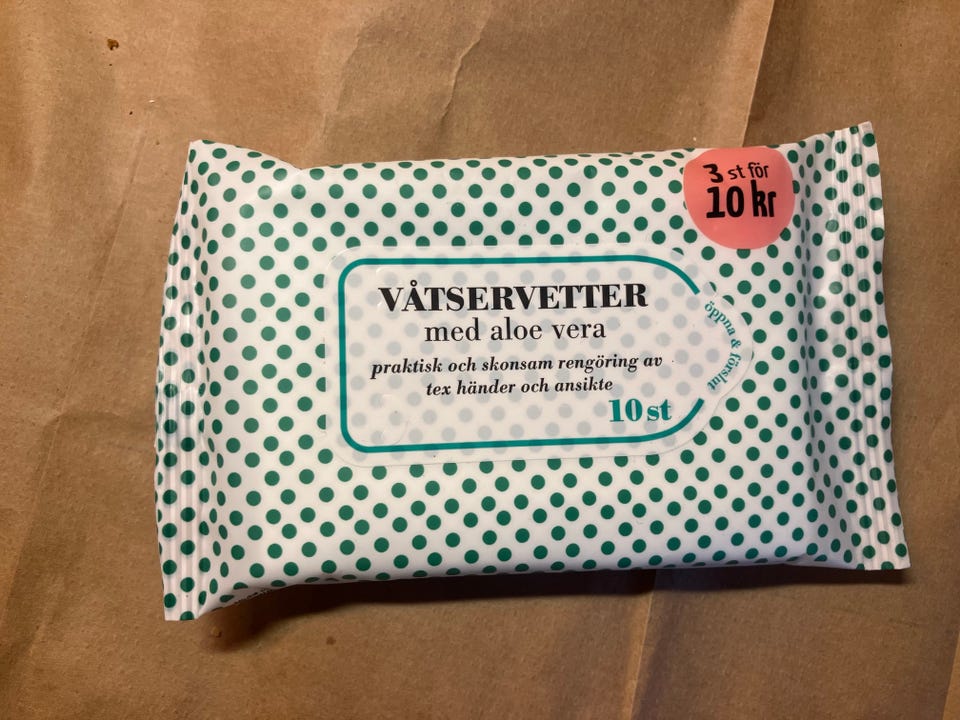 3 st för
10 kr
VÅTSERVETTER
med aloe vera
praktisk och skonsam rengöring av
tex händer och ansikte
10 st
öppna & förslut